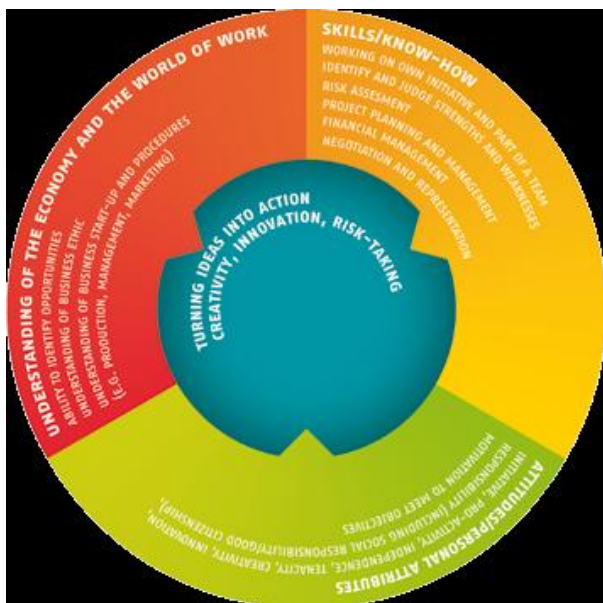 UNDERSTANDING OF THE ECONOMY AND THE WORLD OF WORK
ABILITY TO IDENTIFY OPPORTUNITIES
ABILITY UNDERSTANDING OF BUSINESS ETHIC
UNDERSTANDING OF BUSINESS START-UP AND PROCEDURES
(E.G. PRODUCTION, MANAGEMENT, MARKETING)
SKILLS/KNOW-HOW
WORKING ON OWN INITIATIVE AND PART OF A TEAM
IDENTIFY AND JUDGE STRENGTHS AND WEAKNESSES
RISK ASSESMENT
PROJECT PLANNING AND MANAGEMENT
FINANCIAL MANAGEMENT
NEGOTIATION AND REPRESENTATION
TURNING IDEAS INTO ACTION
CREATIVITY, INNOVATION, RISK-TAKING
ATTITUDES/PERSONAL ATTRIBUTES
INITIATIVE, PRO-ACTIVITY, INDEPENDENCE, TENACITY, CREATIVITY, INNOVATION,
RESPONSIBILITY (INCLUDING SOCIAL RESPONSIBILITY/GOOD CITIZENSHIP),
MOTIVATION TO MEET OBJECTIVES